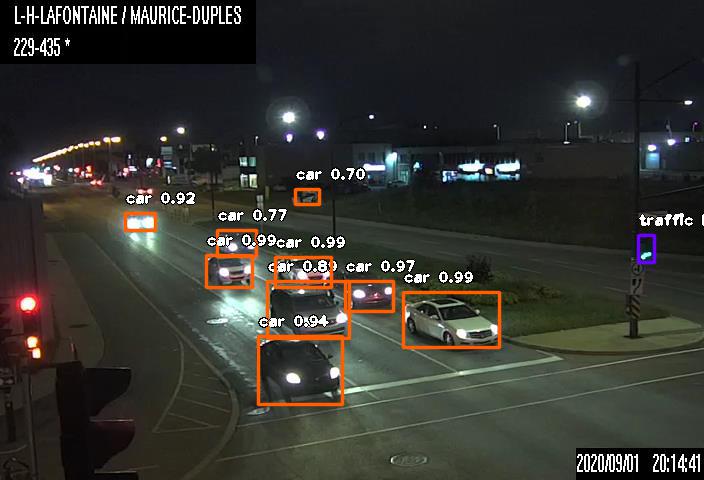 L-H-LAFONTAINE / MAURICE-DUPLES
229-435 *
car 0.70
car 0.92
car 0.77
car 0.99
car 0.99
car 0.89
car 0.97
car 0.99
car 0.94
traffic
2020/09/01 20:14:41